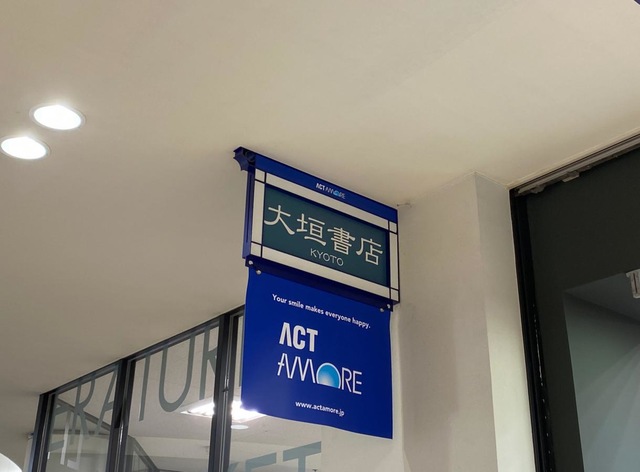 ACT AMORE
大垣書店
KYOTO
Your smile makes everyone happy.
ACT
AMORE
www.actamore.jp